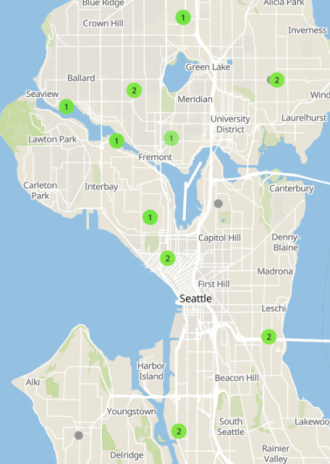 Blue Ridge
Alicia Park
Crown Hill
1
Inverness
Green Lake
Ballard
2
2
Seaview
Meridian
Wind
1
University
District
Laurelhurst
Lawton Park
1
1
Fremont
Carleton
Park
Interbay
Canterbury
1
Capitol Hill
Denny
Blaine
2
Madrona
First Hill
Seattle
Leschi
2
Harbor
Island
Alki
Beacon Hill
Youngstown
South
Seattle
Lakewoo
2
Delridge
Rainier
Valley